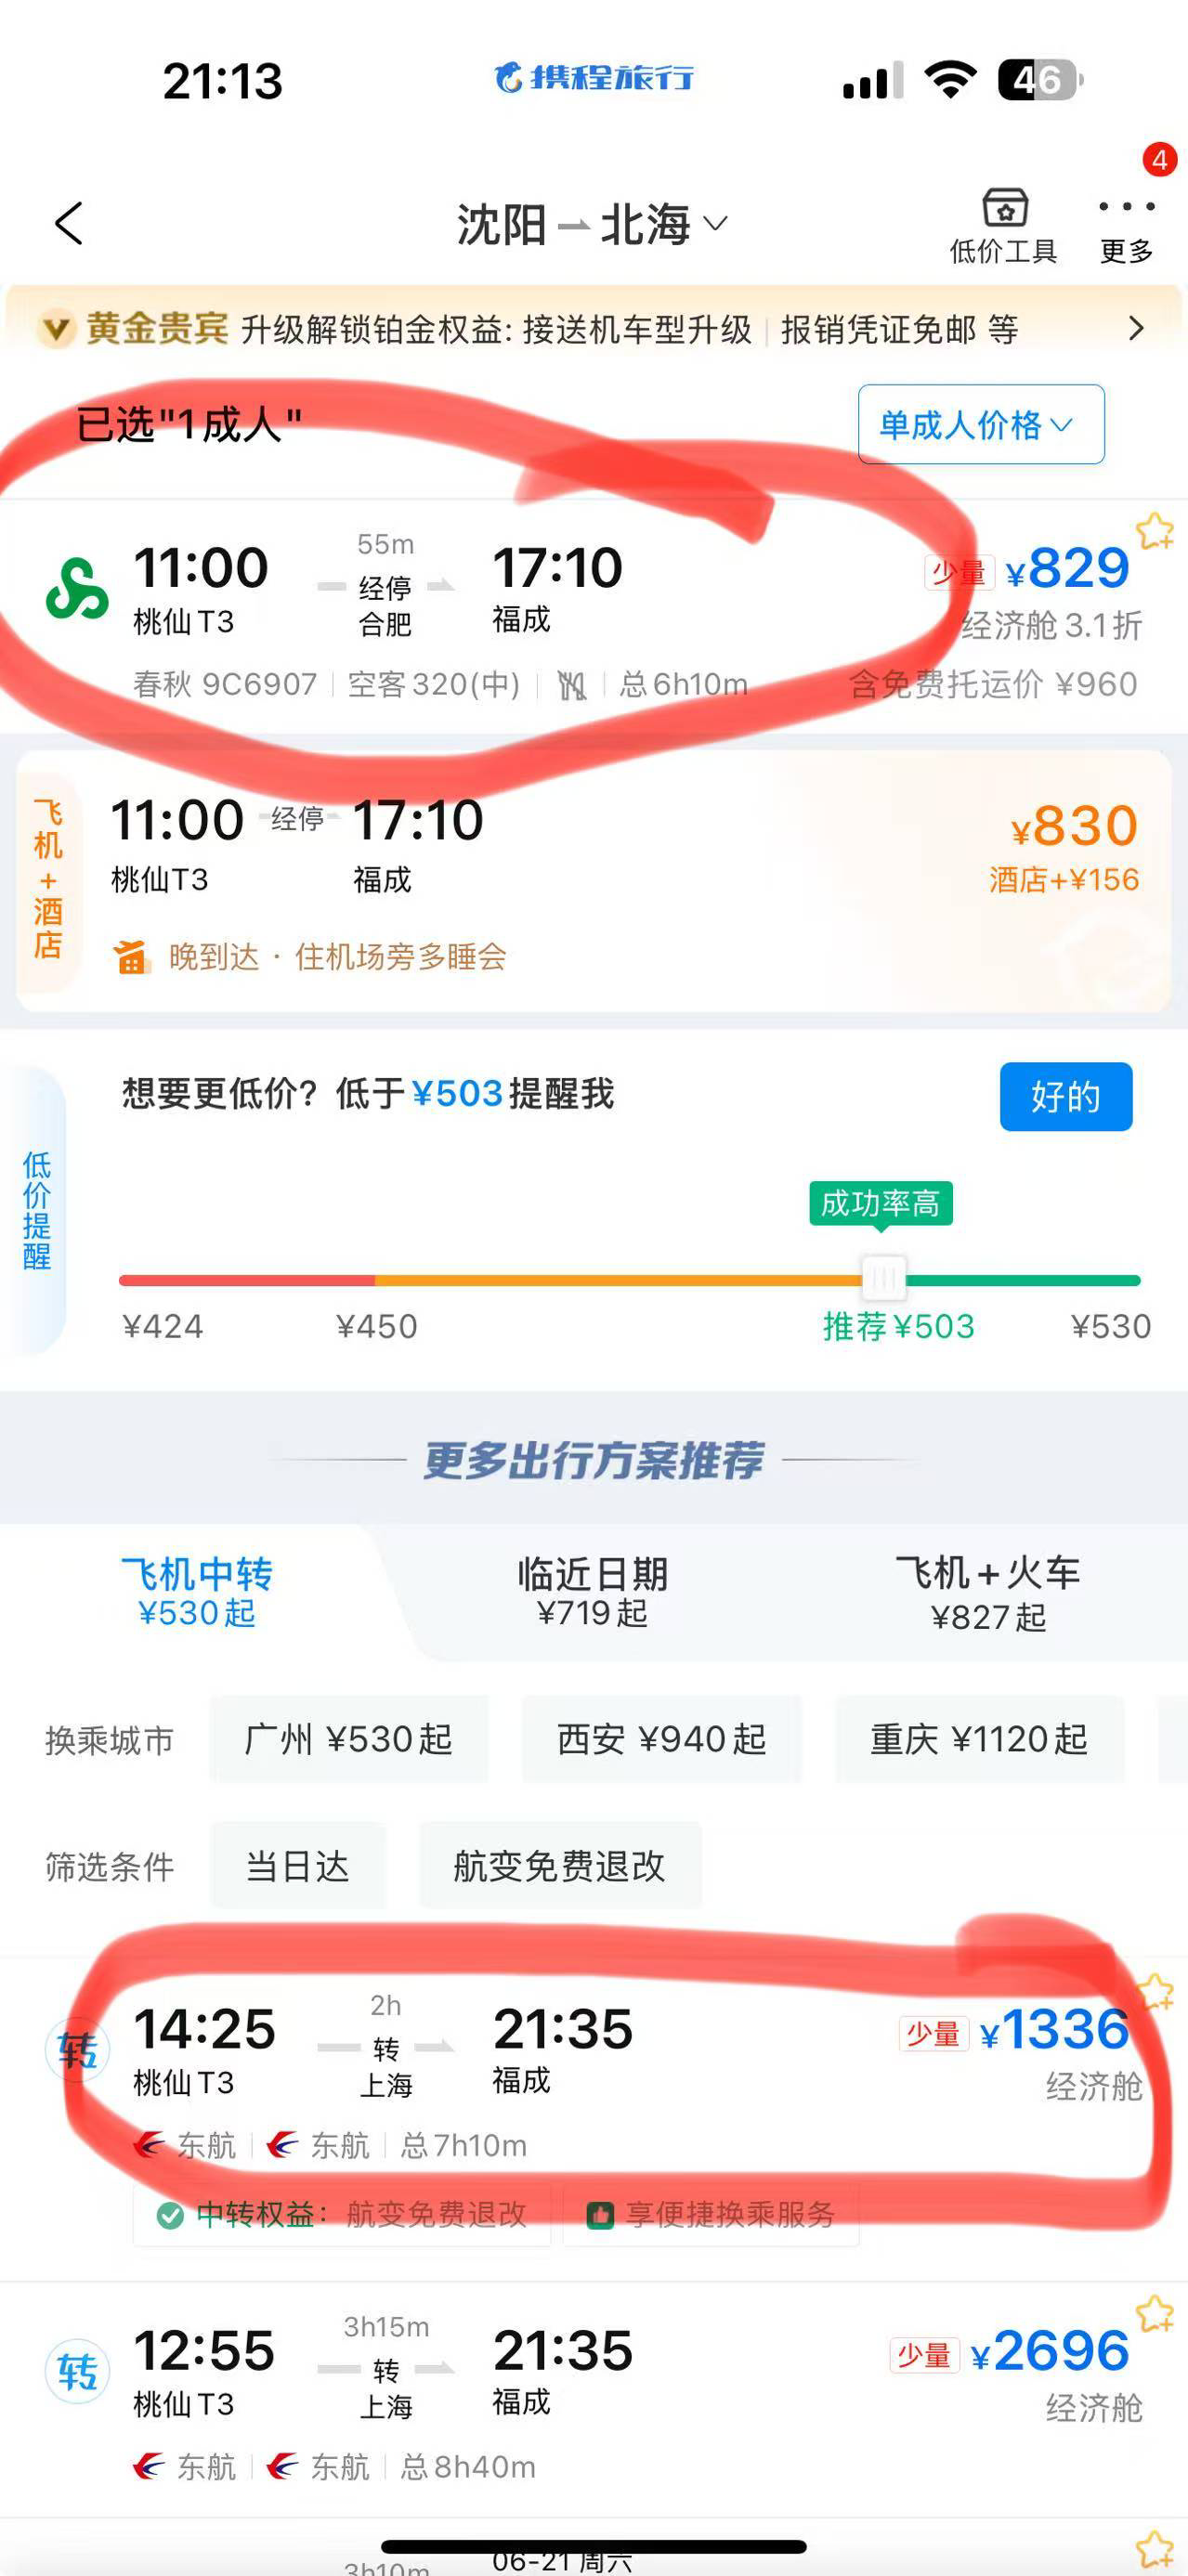 21:13
携程旅行
46
4
沈阳
北海
低价工具
更多
黄金贵宾 升级解锁铂金权益: 接送机车型升级 | 报销凭证免邮 等
已选"1成人"
单成人价格
11:00
55m
17:10
少量 ¥829
经停
桃仙T3
合肥
福成
经济舱 3.1折
春秋 9C6907 | 空客320(中) | 总6h10m
含免费托运价 ¥960
飞机+酒店
11:00
经停
17:10
¥830
桃仙T3
福成
酒店+¥156
晚到达 · 住机场旁多睡会
低价提醒
想要更低价? 低于¥503提醒我
好的
成功率高
¥424
¥450
推荐¥503
¥530
更多出行方案推荐
飞机中转
¥530起
临近日期
¥719起
飞机+火车
¥827起
换乘城市
广州 ¥530起
西安 ¥940起
重庆 ¥1120起
筛选条件
当日达
航变免费退改
转
14:25
2h
21:35
少量 ¥1336
转
桃仙T3
上海
福成
经济舱
东航 | 东航 | 总7h10m
中转权益: 航变免费退改
享便捷换乘服务
转
12:55
3h15m
21:35
少量 ¥2696
转
桃仙T3
上海
福成
经济舱
东航 | 东航 | 总8h40m
3h10m
06-21 周六